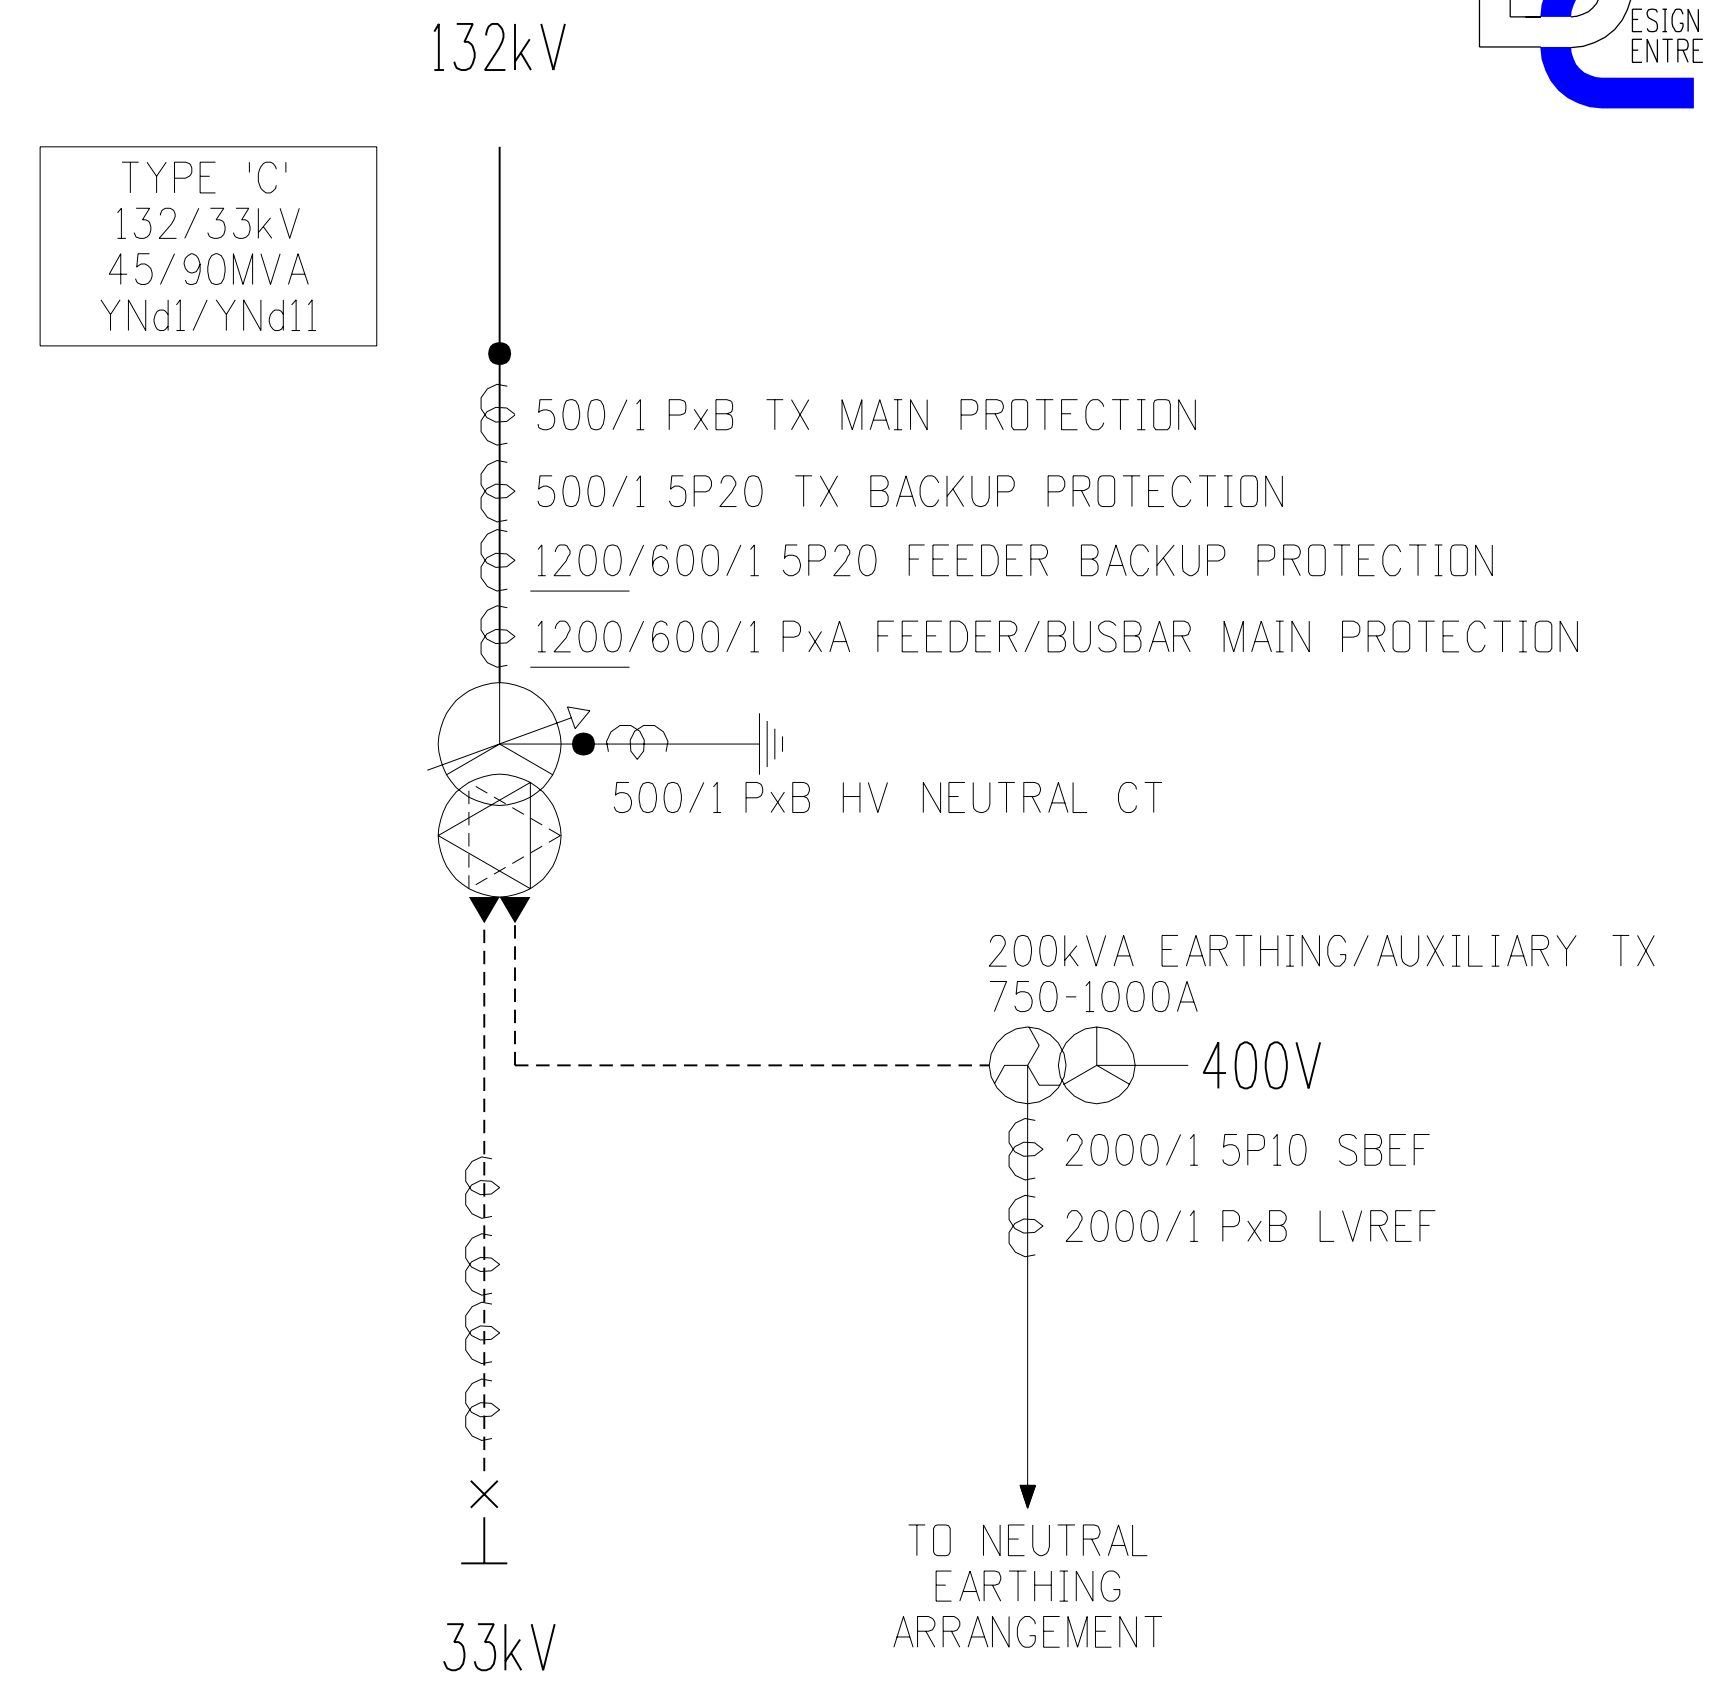 132kV
ESIGN
ENTRE
TYPE 'C'
132/33kV
45/90MVA
YNd1/YNd11
500/1 PxB TX MAIN PROTECTION
500/1 5P20 TX BACKUP PROTECTION
1200/600/1 5P20 FEEDER BACKUP PROTECTION
1200/600/1 PxA FEEDER/BUSBAR MAIN PROTECTION
500/1 PxB HV NEUTRAL CT
200kVA EARTHING/AUXILIARY TX
750-1000A
400V
2000/1 5P10 SBEF
2000/1 PxB LVREF
TO NEUTRAL
EARTHING
ARRANGEMENT
33kV